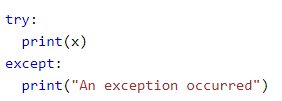 try:
  print(x)
except:
  print("An exception occurred")